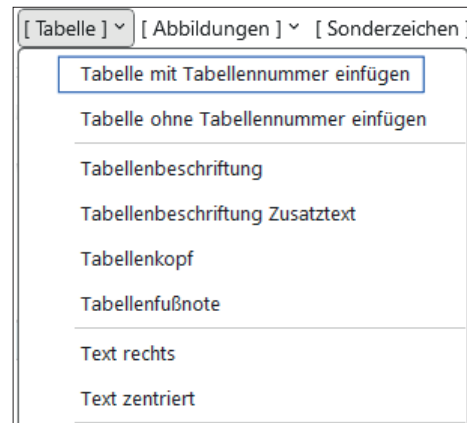 [ Tabelle ] [ Abbildungen ] [ Sonderzeichen ]
Tabelle mit Tabellennummer einfügen
Tabelle ohne Tabellennummer einfügen
Tabellenbeschriftung
Tabellenbeschriftung Zusatztext
Tabellenkopf
Tabellenfußnote
Text rechts
Text zentriert